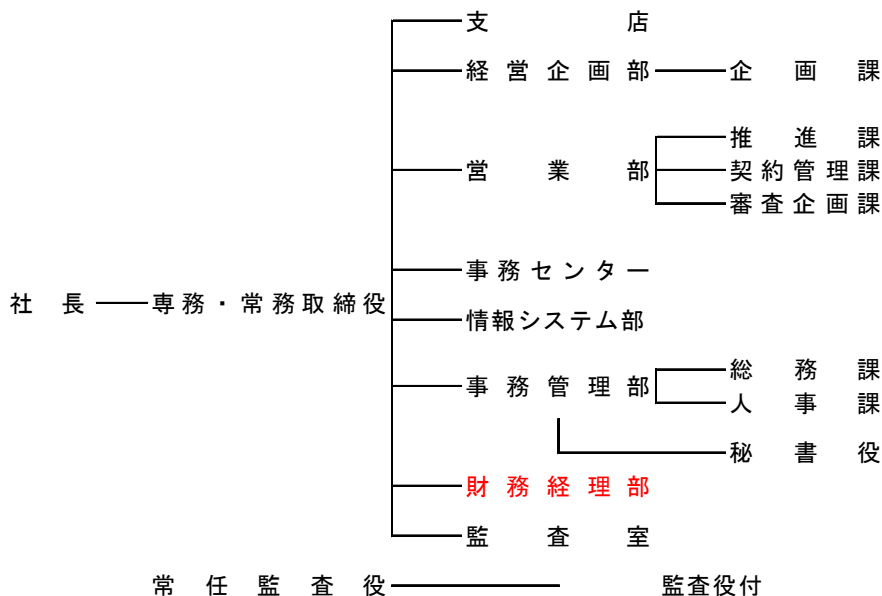 支店
経営企画部 企画課
推進課
営業部 契約管理課
審査企画課
事務センター
社長 専務・常務取締役
情報システム部
総務課
事務管理部
人事課
秘書役
財務経理部
監査室
常任監査役 監査役付